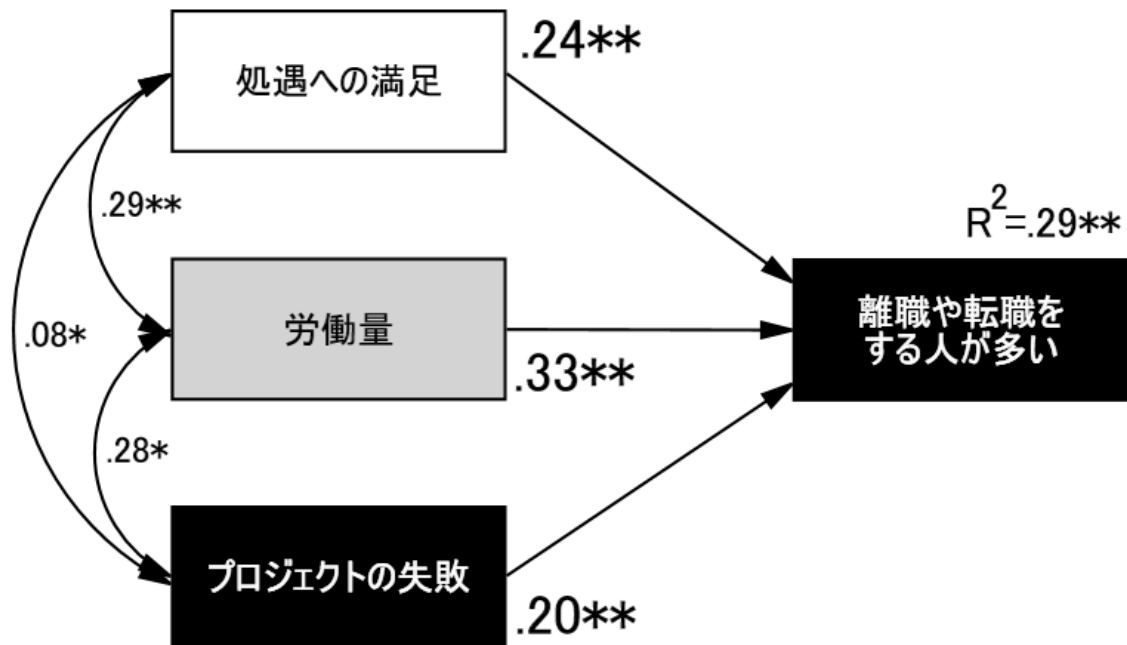 処遇への満足
.24**
.29**
R²=.29**
労働量
.33**
離職や転職を
する人が多い
.08*
.28*
プロジェクトの失敗
.20**